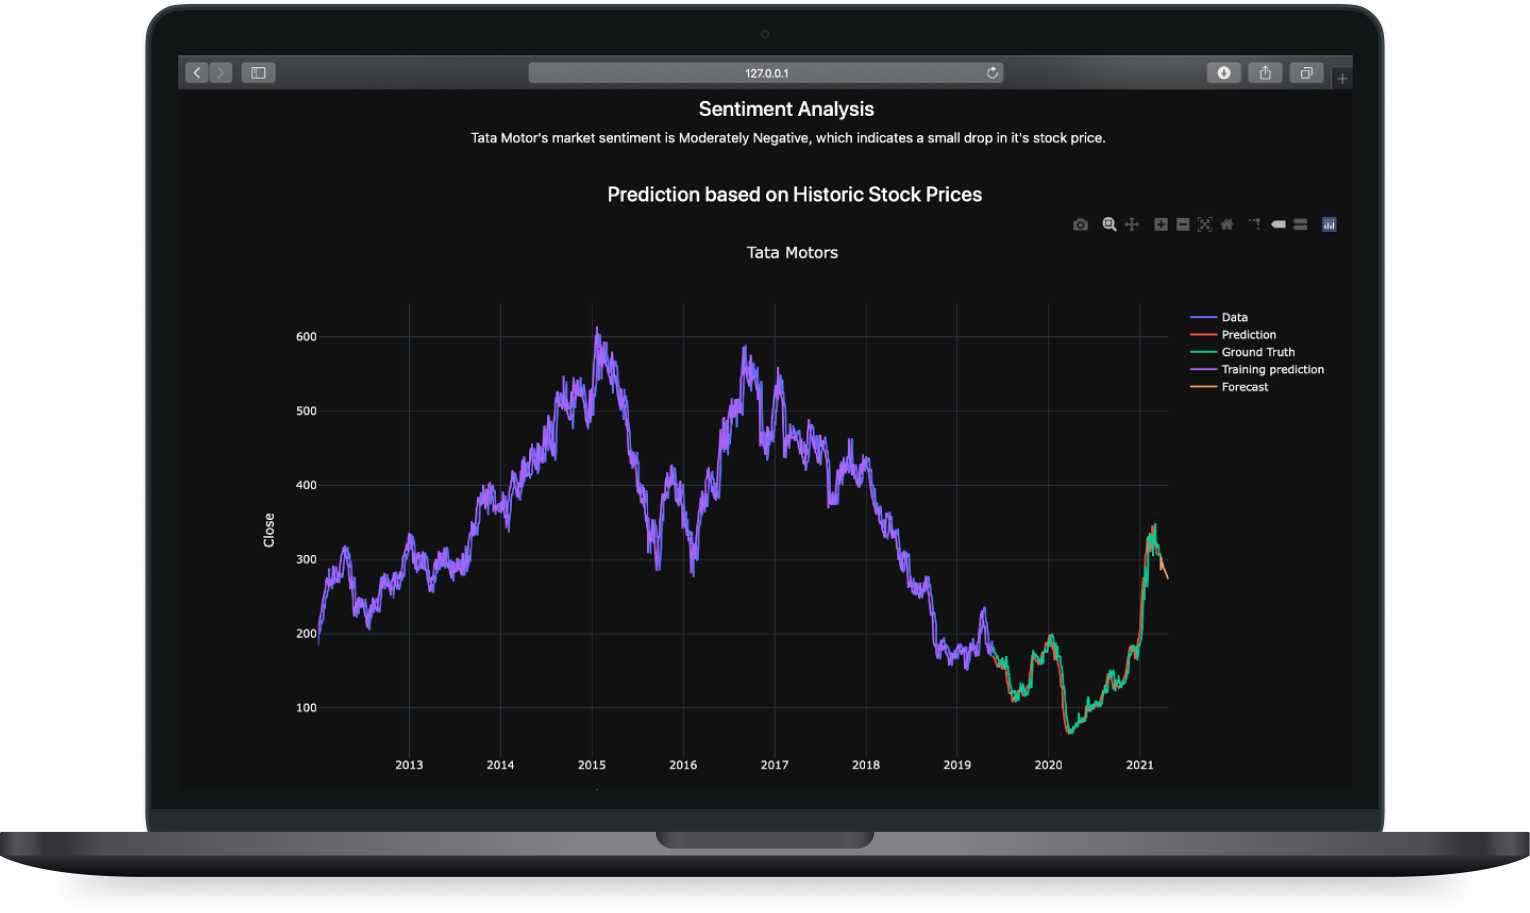 127.0.0.1
Sentiment Analysis
Tata Motor's market sentiment is Moderately Negative, which indicates a small drop in it's stock price.
Prediction based on Historic Stock Prices
Tata Motors
Data
Prediction
Ground Truth
Training prediction
Forecast
Close
600
500
400
300
200
100
2013 2014 2015 2016 2017 2018 2019 2020 2021